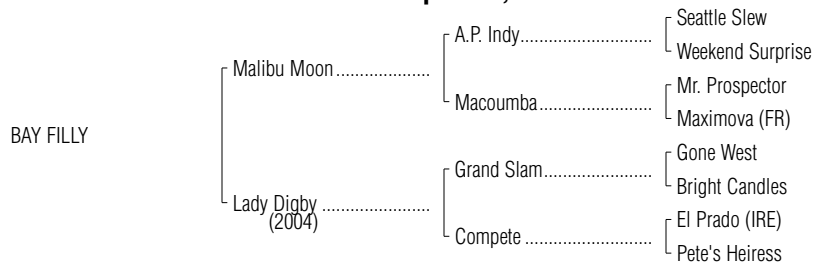 Seattle Slew
A.P. Indy..................................
Weekend Surprise
Malibu Moon.....................
Mr. Prospector
Macoumba.............................
Maximova (FR)
BAY FILLY
Gone West
Grand Slam...........................
Bright Candles
Lady Digby ........................
(2004)
El Prado (IRE)
Compete ................................
Pete's Heiress